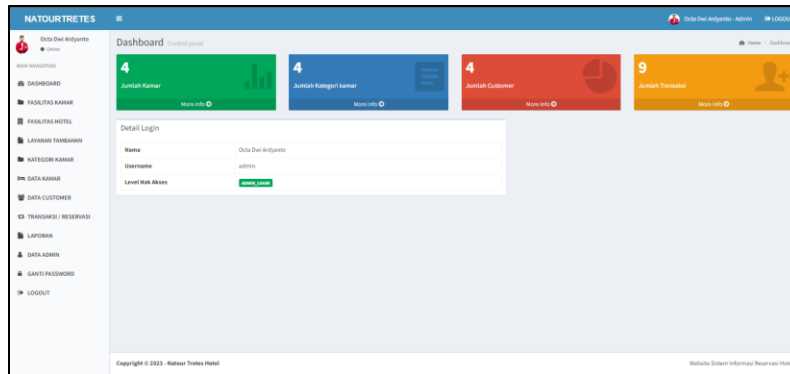 NATOURTRETES
Octa Dwi Ardyanto - Admin LOGOU
Octa Dwi Ardyanto
Online
MAIN NAVIGATION
DASHBOARD
FASILITAS KAMAR
FASILITAS HOTEL
LAYANAN TAMBAHAN
KATEGORI KAMAR
DATA KAMAR
DATA CUSTOMER
TRANSAKSI / RESERVASI
LAPORAN
DATA ADMIN
GANTI PASSWORD
LOGOUT
Dashboard Control panel
Home > Dashboar
4
Jumlah Kamar
More info
4
Jumlah Kategori kamar
More info
4
Jumlah Customer
More info
9
Jumlah Transaksi
More info
Detail Login
Nama Octa Dwi Ardyanto
Username admin
Level Hak Akses ADMIN_LOGIN
Copyright © 2023 - Natour Tretes Hotel
Website Sistem Informasi Reservasi Hote